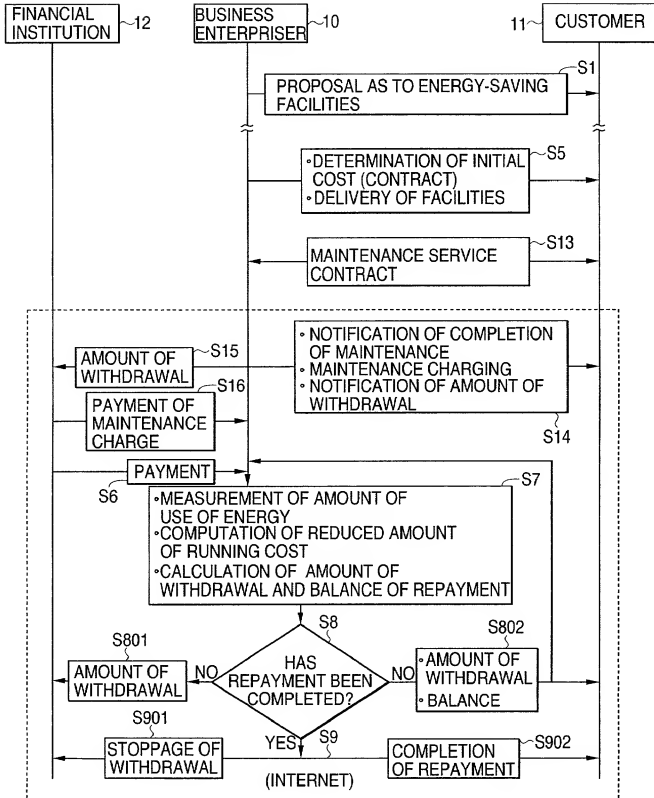 FINANCIAL
INSTITUTION
12
BUSINESS
ENTERPRISER
10
11
CUSTOMER
S1
PROPOSAL AS TO ENERGY-SAVING
FACILITIES
S5
•DETERMINATION OF INITIAL
COST (CONTRACT)
•DELIVERY OF FACILITIES
S13
MAINTENANCE SERVICE
CONTRACT
S15
AMOUNT OF
WITHDRAWAL
• NOTIFICATION OF COMPLETION
OF MAINTENANCE
• MAINTENANCE CHARGING
• NOTIFICATION OF AMOUNT OF
WITHDRAWAL
S14
S16
PAYMENT OF
MAINTENANCE
CHARGE
PAYMENT
S6
S7
•MEASUREMENT OF AMOUNT OF
USE OF ENERGY
•COMPUTATION OF REDUCED AMOUNT
OF RUNNING COST
•CALCULATION OF AMOUNT OF
WITHDRAWAL AND BALANCE OF REPAYMENT
S8
HAS
REPAYMENT BEEN
COMPLETED?
S801
AMOUNT OF
WITHDRAWAL
NO
NO
S802
•AMOUNT OF
WITHDRAWAL
• BALANCE
S901
STOPPAGE OF
WITHDRAWAL
YES
S9
S902
COMPLETION
OF REPAYMENT
(INTERNET)